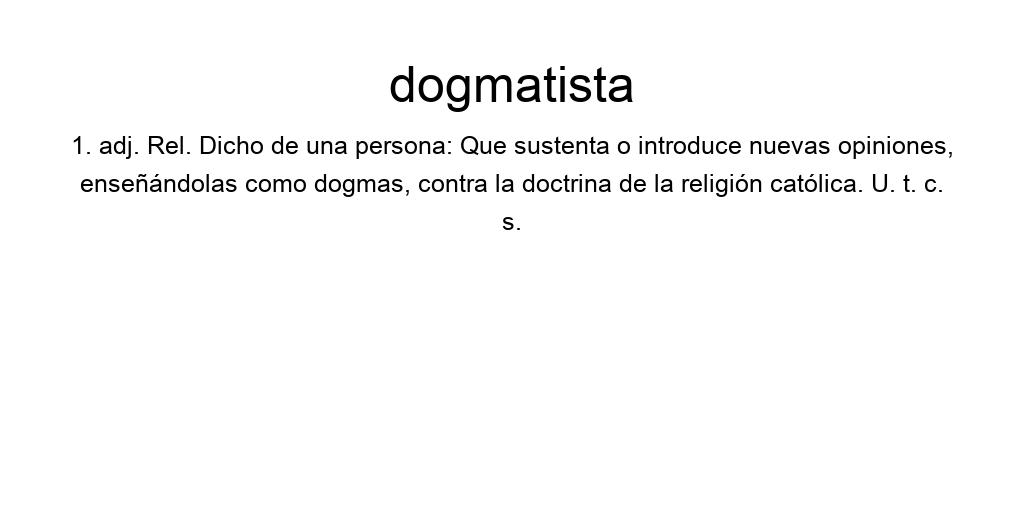 dogmatista
1. adj. Rel. Dicho de una persona: Que sustenta o introduce nuevas opiniones,
enseñándolas como dogmas, contra la doctrina de la religión católica. U. t. c.
s.